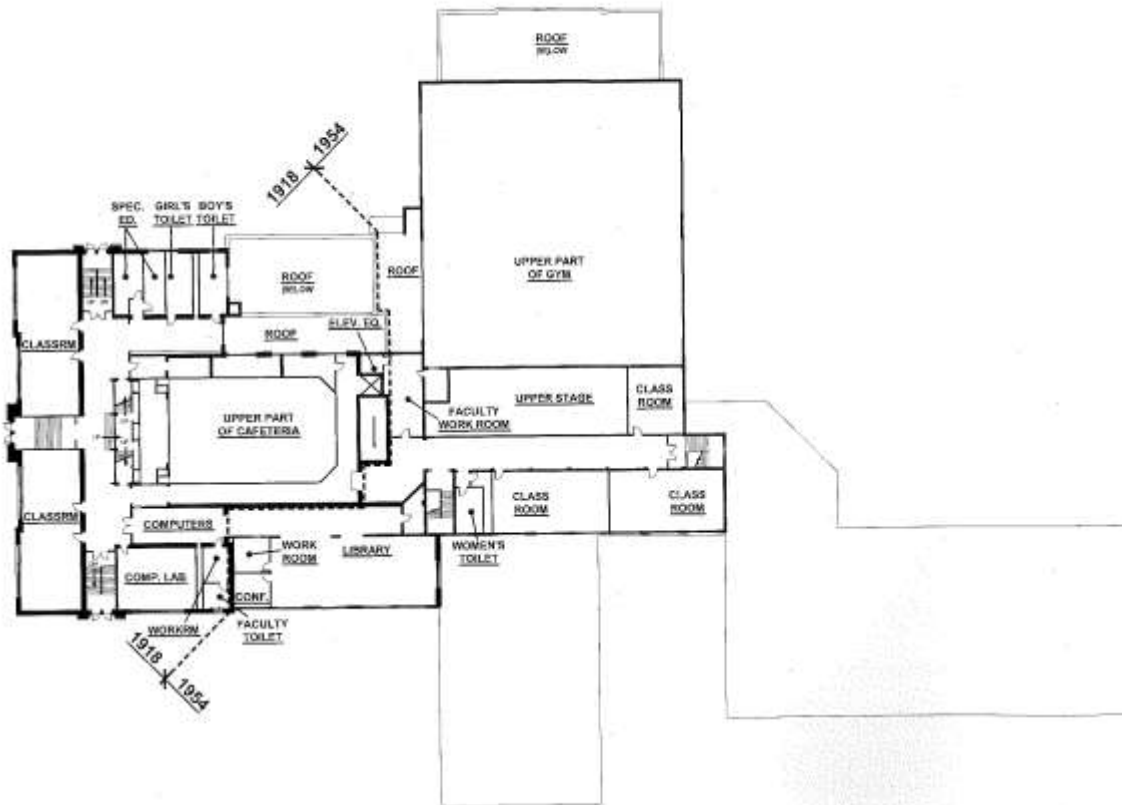 ROOF
BELOW
1954
1918
SPEC.
ED.
GIRL'S
TOILET
BOY'S
TOILET
ROOF
BELOW
ROOF
UPPER PART
OF GYM
ROOF
ELEV. EQ.
CLASSRM
UPPER STAGE
CLASS
ROOM
FACULTY
WORK ROOM
UPPER PART
OF CAFETERIA
CLASS
ROOM
CLASS
ROOM
CLASSRM
COMPUTERS
WORK
ROOM
LIBRARY
WOMEN'S
TOILET
COMP. LAB
CONF.
WORKRM
FACULTY
TOILET
1918
1954